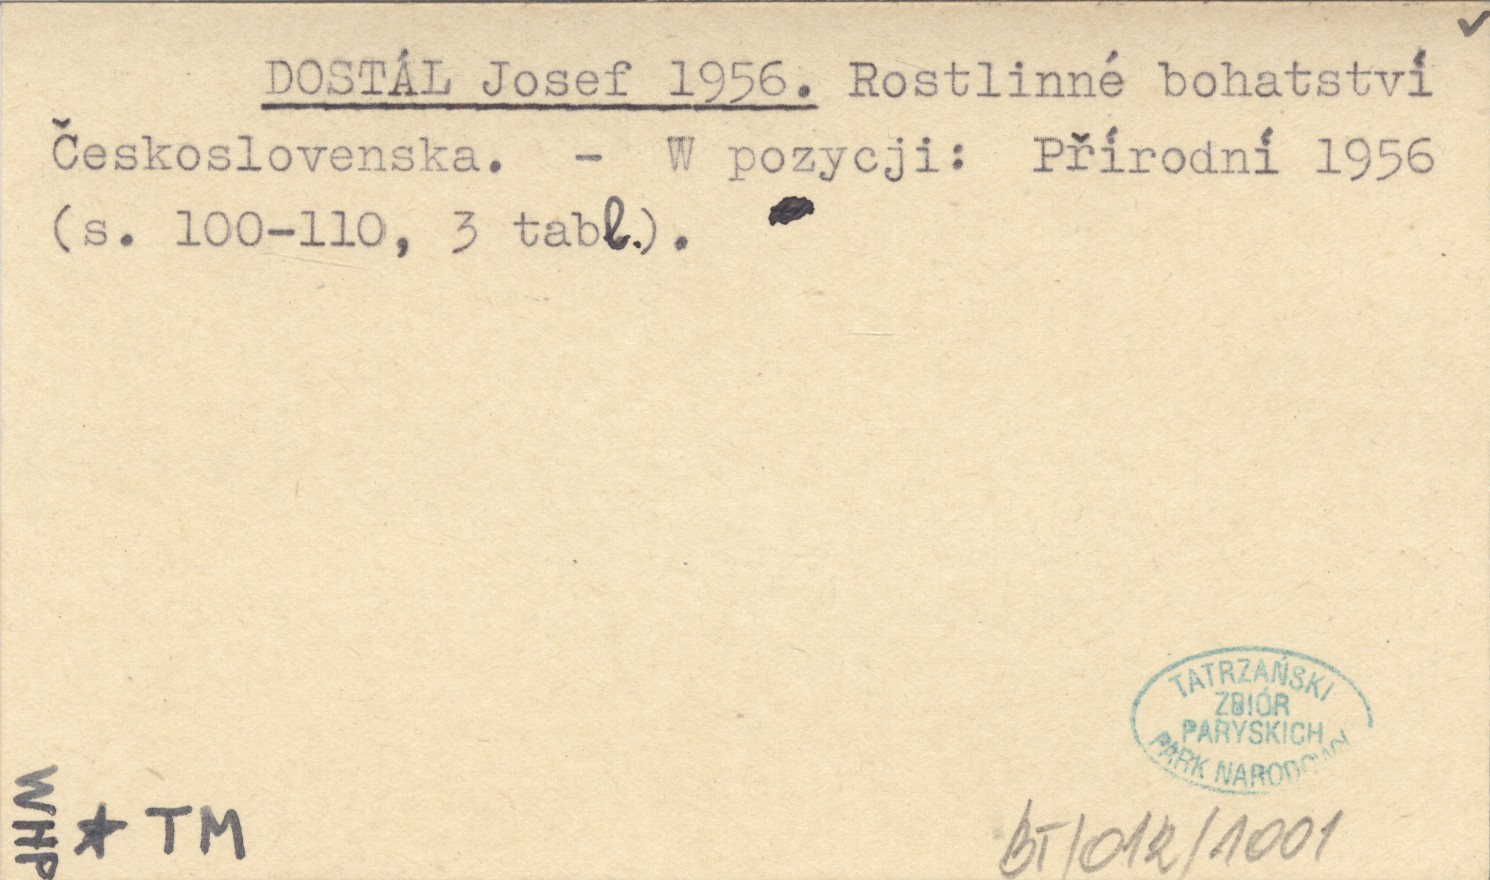 ✓
DOSTÁL Josef 1956. Rostlinné bohatství
Československa. - W pozycji: Přírodní 1956
(s. 100-110, 3 tabl.).
TATRZAŃSKI
ZBIÓR
PARYSKICH
PARK NARODOWY
WHP
★ TM
BT/012/1001